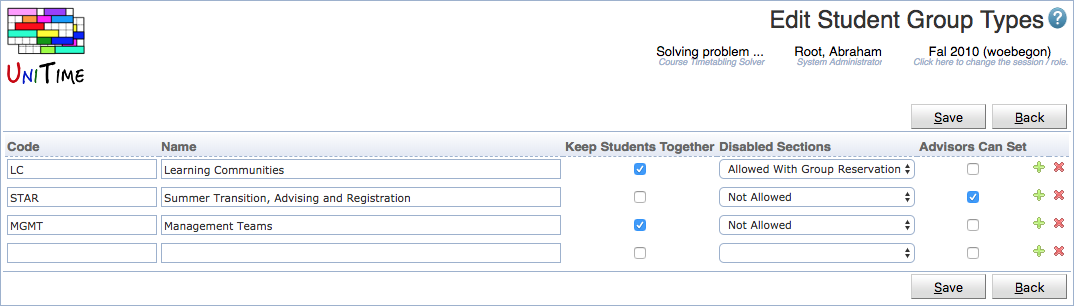 Edit Student Group Types ?
UNITIME
Solving problem ... Root, Abraham Fal 2010 (woebegon)
Course Timetabling Solver System Administrator Click here to change the session / role.
Save Back
Code Name Keep Students Together Disabled Sections Advisors Can Set
LC Learning Communities Allowed With Group Reservation
STAR Summer Transition, Advising and Registration Not Allowed
MGMT Management Teams Not Allowed
Save Back